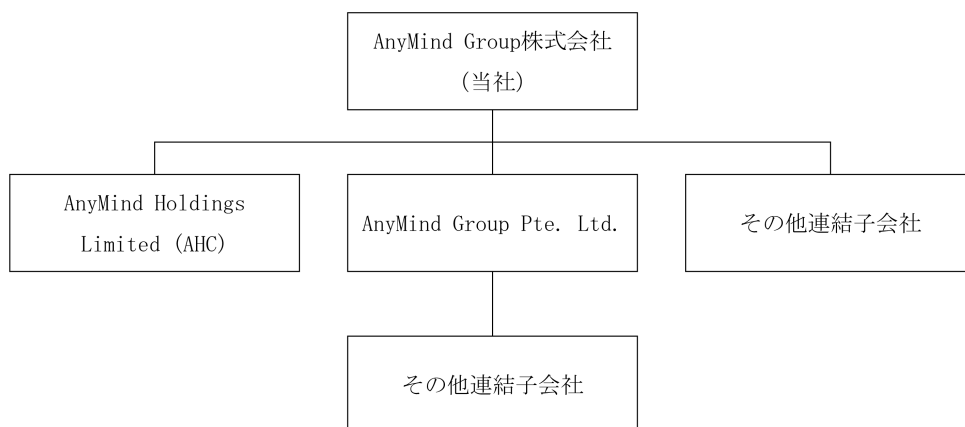 AnyMind Group株式会社
(当社)
AnyMind Holdings
Limited (AHC)
AnyMind Group Pte. Ltd.
その他連結子会社
その他連結子会社